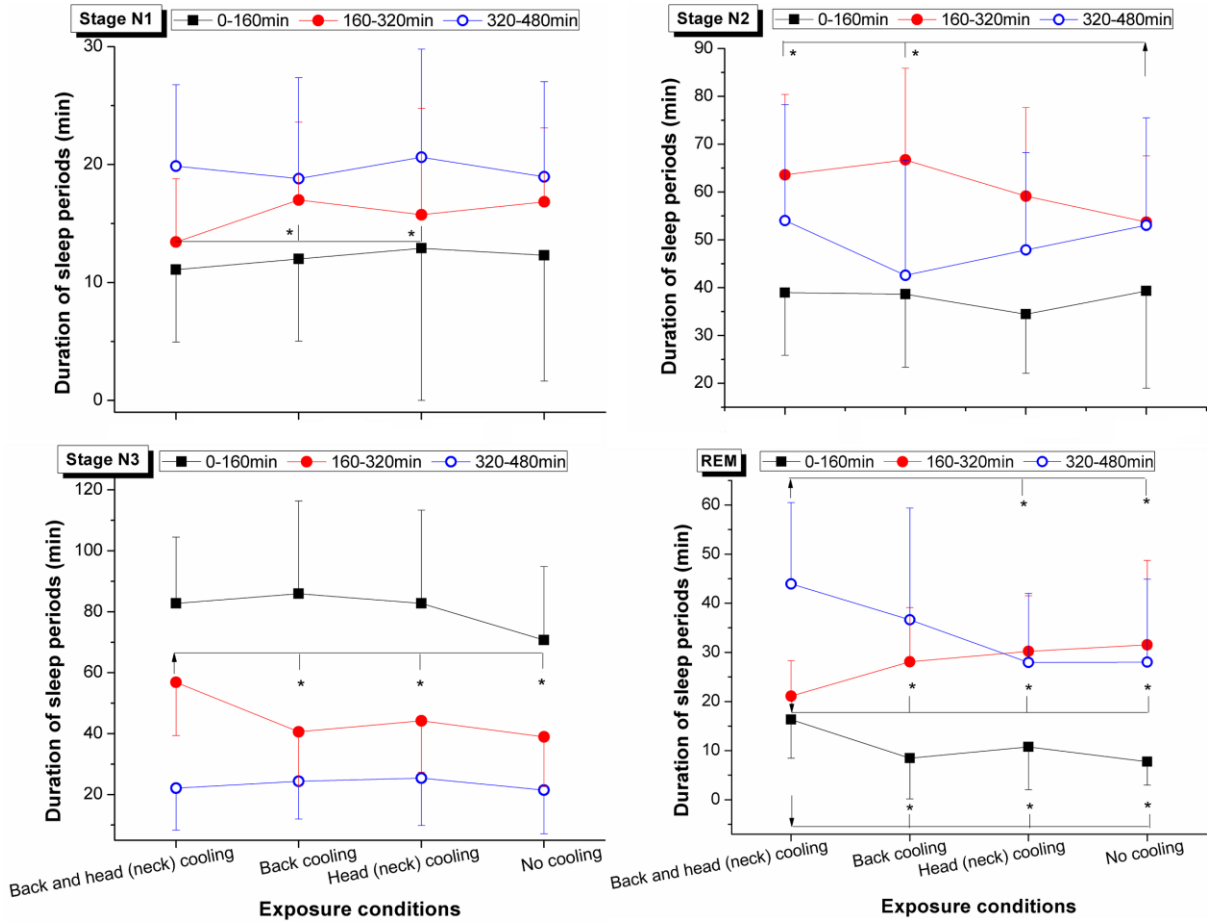 Stage N1 0-160min 160-320min 320-480min
Duration of sleep periods (min)
30
20
10
0
* *
Stage N2 0-160min 160-320min 320-480min
Duration of sleep periods (min)
90
80
70
60
50
40
30
20
* *
Stage N3 0-160min 160-320min 320-480min
Duration of sleep periods (min)
120
100
80
60
40
20
* * *
Back and head (neck) cooling
Back cooling
Head (neck) cooling
No cooling
Exposure conditions
REM 0-160min 160-320min 320-480min
Duration of sleep periods (min)
60
50
40
30
20
10
0
* *
* * *
* * *
Back and head (neck) cooling
Back cooling
Head (neck) cooling
No cooling
Exposure conditions